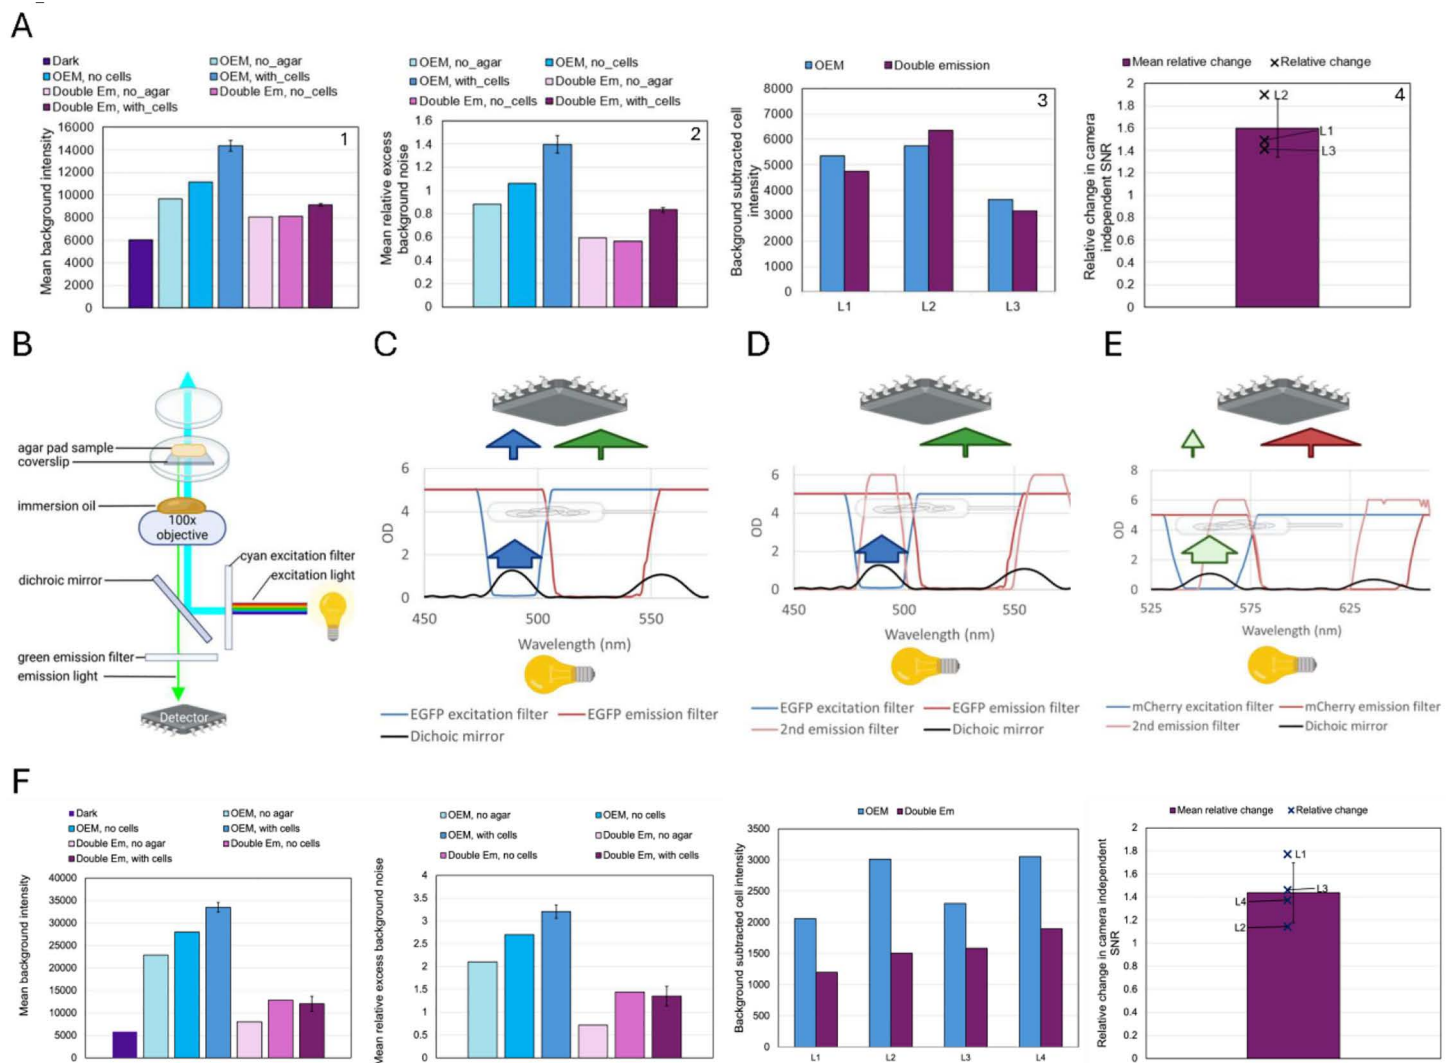 A
Dark
OEM, no_agar
OEM, no cells
OEM, with_cells
Double Em, no_agar
Double Em, no_cells
Double Em, with_cells
Mean background intensity
16000
14000
12000
10000
8000
6000
4000
2000
0
1
OEM, no_agar
OEM, no_cells
OEM, with_cells
Double Em, no_agar
Double Em, no_cells
Double Em, with_cells
Mean relative excess
background noise
1.6
1.4
1.2
1
0.8
0.6
0.4
0.2
0
2
OEM
Double emission
Background subtracted cell
intensity
8000
7000
6000
5000
4000
3000
2000
1000
0
3
L1
L2
L3
Mean relative change
Relative change
Relative change in camera
independent SNR
2
1.8
1.6
1.4
1.2
1
0.8
0.6
0.4
0.2
0
4
L2
L1
L3
B
agar pad sample
coverslip
immersion oil
100x
objective
cyan excitation filter
excitation light
dichroic mirror
green emission filter
emission light
Detector
C
OD
6
4
2
0
450
500
550
Wavelength (nm)
EGFP excitation filter
EGFP emission filter
Dichoic mirror
D
OD
6
4
2
0
450
500
550
Wavelength (nm)
EGFP excitation filter
EGFP emission filter
2nd emission filter
Dichoic mirror
E
OD
8
6
4
2
0
525
575
625
Wavelength (nm)
mCherry excitation filter
mCherry emission filter
2nd emission filter
Dichoic mirror
F
Dark
OEM, no agar
OEM, no cells
OEM, with cells
Double Em, no agar
Double Em, no cells
Double Em, with cells
Mean background intensity
40000
35000
30000
25000
20000
15000
10000
5000
0
OEM, no agar
OEM, no cells
OEM, with cells
Double Em, no agar
Double Em, no cells
Double Em, with cells
Mean relative excess background noise
4
3.5
3
2.5
2
1.5
1
0.5
0
OEM
Double Em
Background subtracted cell intensity
3500
3000
2500
2000
1500
1000
500
0
L1
L2
L3
L4
Mean relative change
Relative change
Relative change in camera independent
SNR
2
1.8
1.6
1.4
1.2
1
0.8
0.6
0.4
0.2
0
L1
L3
L4
L2